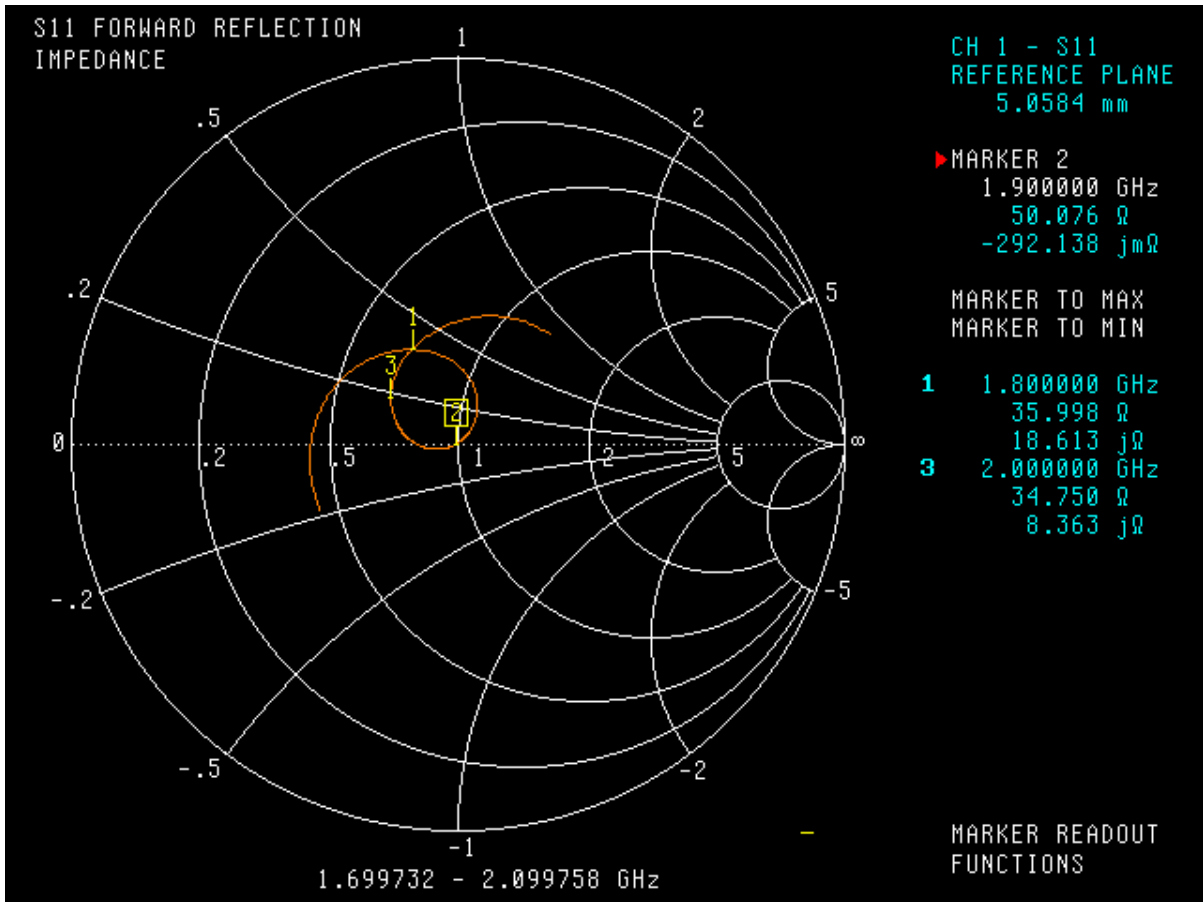 S11 FORWARD REFLECTION
IMPEDANCE
CH 1 - S11
REFERENCE PLANE
5.0584 mm
MARKER 2
1.900000 GHz
50.076 Ω
-292.138 jmΩ
MARKER TO MAX
MARKER TO MIN
1 1.800000 GHz
35.998 Ω
18.613 jΩ
3 2.000000 GHz
34.750 Ω
8.363 jΩ
MARKER READOUT
FUNCTIONS
1
.5
2
.2
5
1
3
2
0
.2
.5
1
2
5
∞
-.2
-5
-.5
-2
-1
1.699732 - 2.099758 GHz